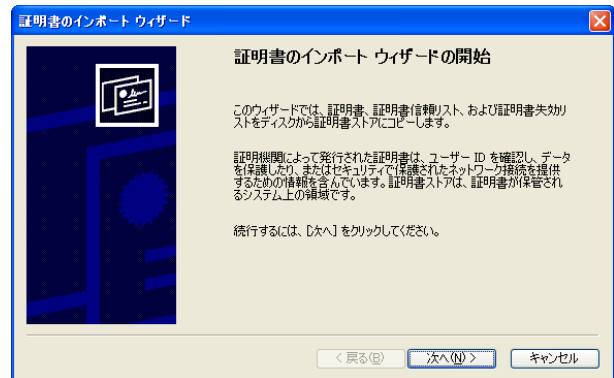 証明書のインポート ウィザード
証明書のインポート ウィザードの開始
このウィザードでは、証明書、証明書信頼リスト、および証明書失効リ
ストをディスクから証明書ストアにコピーします。
証明機関によって発行された証明書は、ユーザー ID を確認し、データ
を保護したり、またはセキュリティで保護されたネットワーク接続を提供
するための情報を含んでいます。証明書ストアは、証明書が保管され
るシステム上の領域です。
続行するには、[次へ] をクリックしてください。
< 戻る(B) 次へ(N) > キャンセル